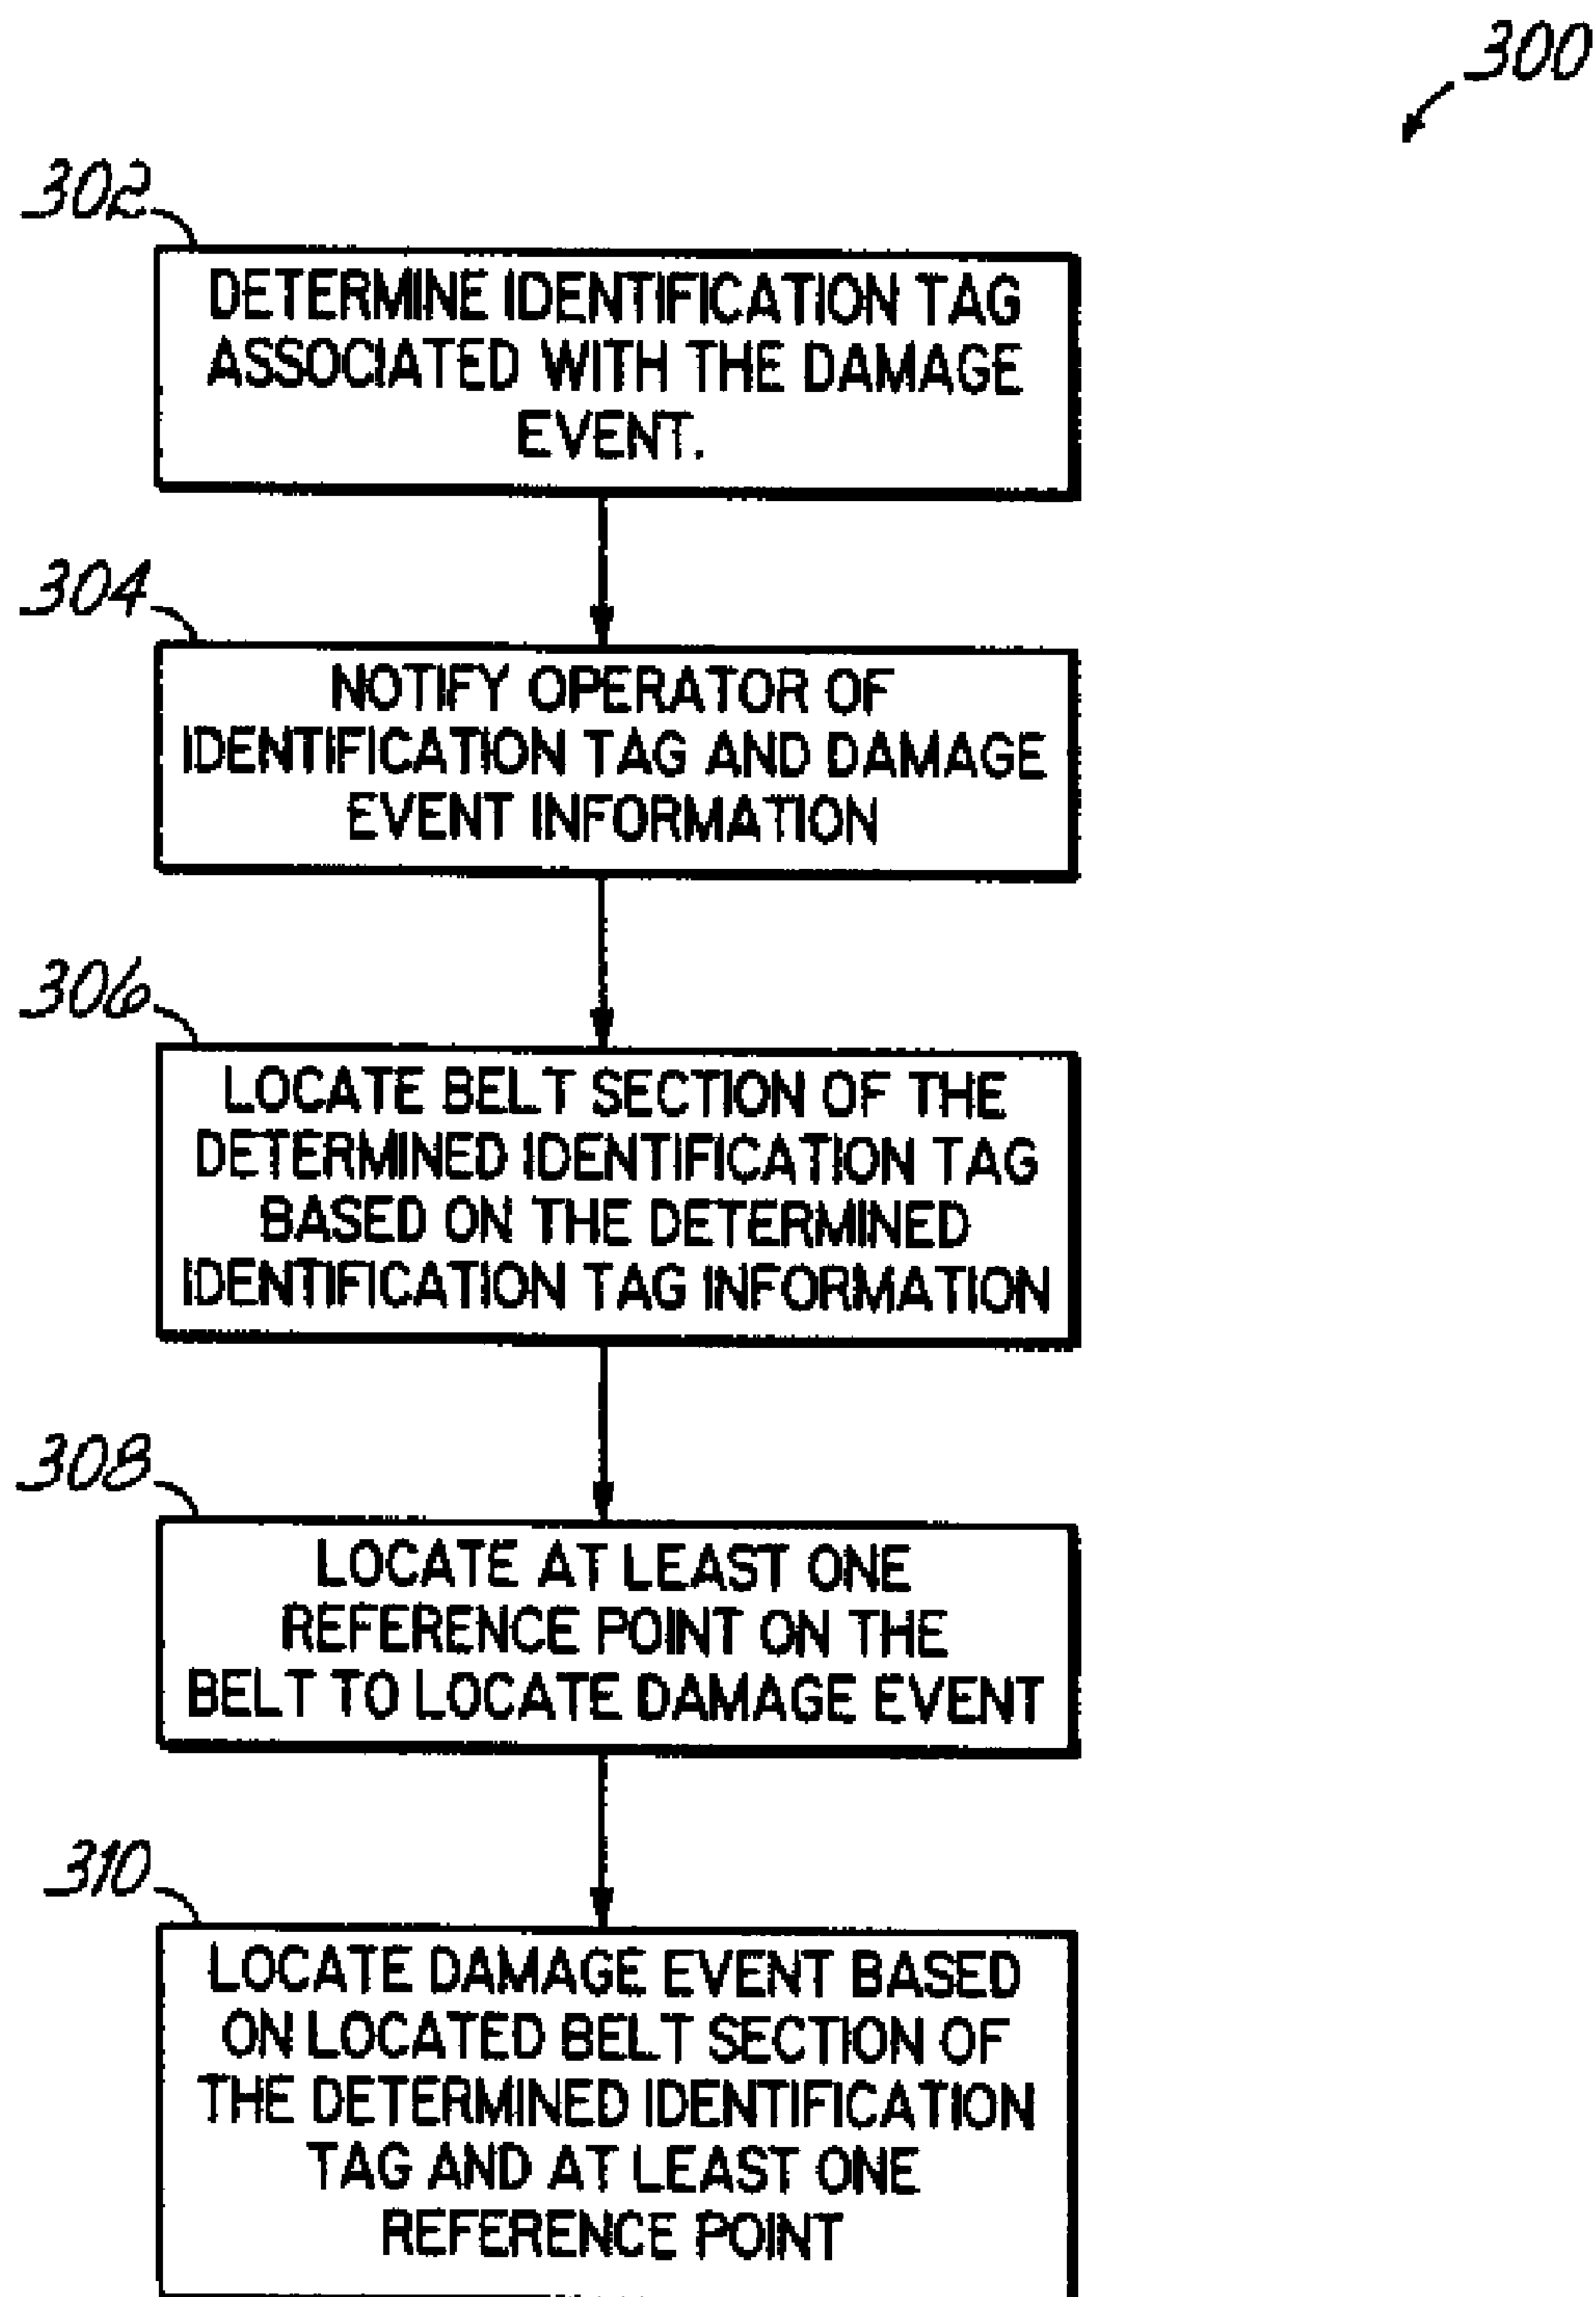 300
302
DETERMINE IDENTIFICATION TAG
ASSOCIATED WITH THE DAMAGE
EVENT.
304
NOTIFY OPERATOR OF
IDENTIFICATION TAG AND DAMAGE
EVENT INFORMATION
306
LOCATE BELT SECTION OF THE
DETERMINED IDENTIFICATION TAG
BASED ON THE DETERMINED
IDENTIFICATION TAG INFORMATION
308
LOCATE AT LEAST ONE
REFERENCE POINT ON THE
BELT TO LOCATE DAMAGE EVENT
310
LOCATE DAMAGE EVENT BASED
ON LOCATED BELT SECTION OF
THE DETERMINED IDENTIFICATION
TAG AND AT LEAST ONE
REFERENCE POINT